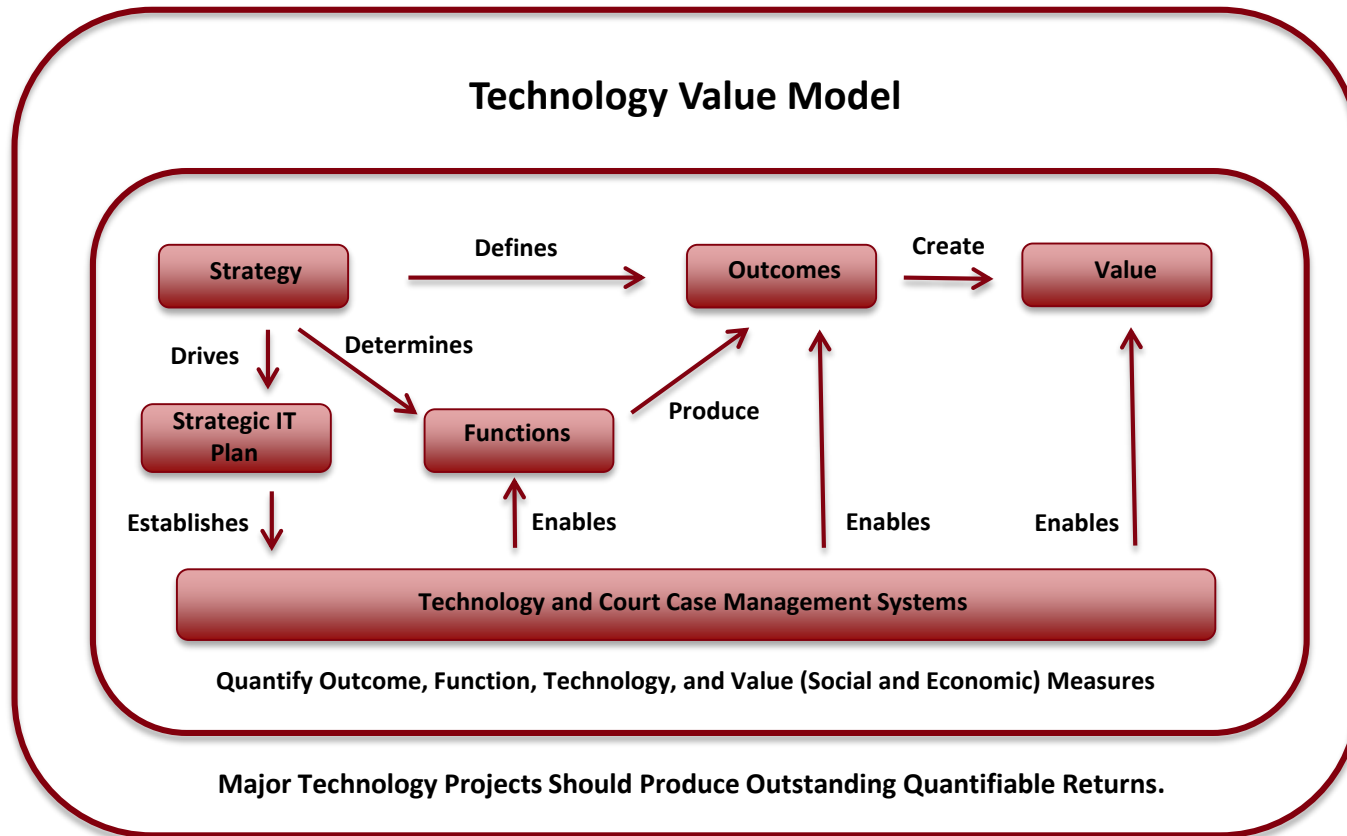 Technology Value Model
Strategy
Defines
Outcomes
Create
Value
Drives
Determines
Strategic IT
Plan
Functions
Produce
Establishes
Enables
Enables
Enables
Technology and Court Case Management Systems
Quantify Outcome, Function, Technology, and Value (Social and Economic) Measures
Major Technology Projects Should Produce Outstanding Quantifiable Returns.